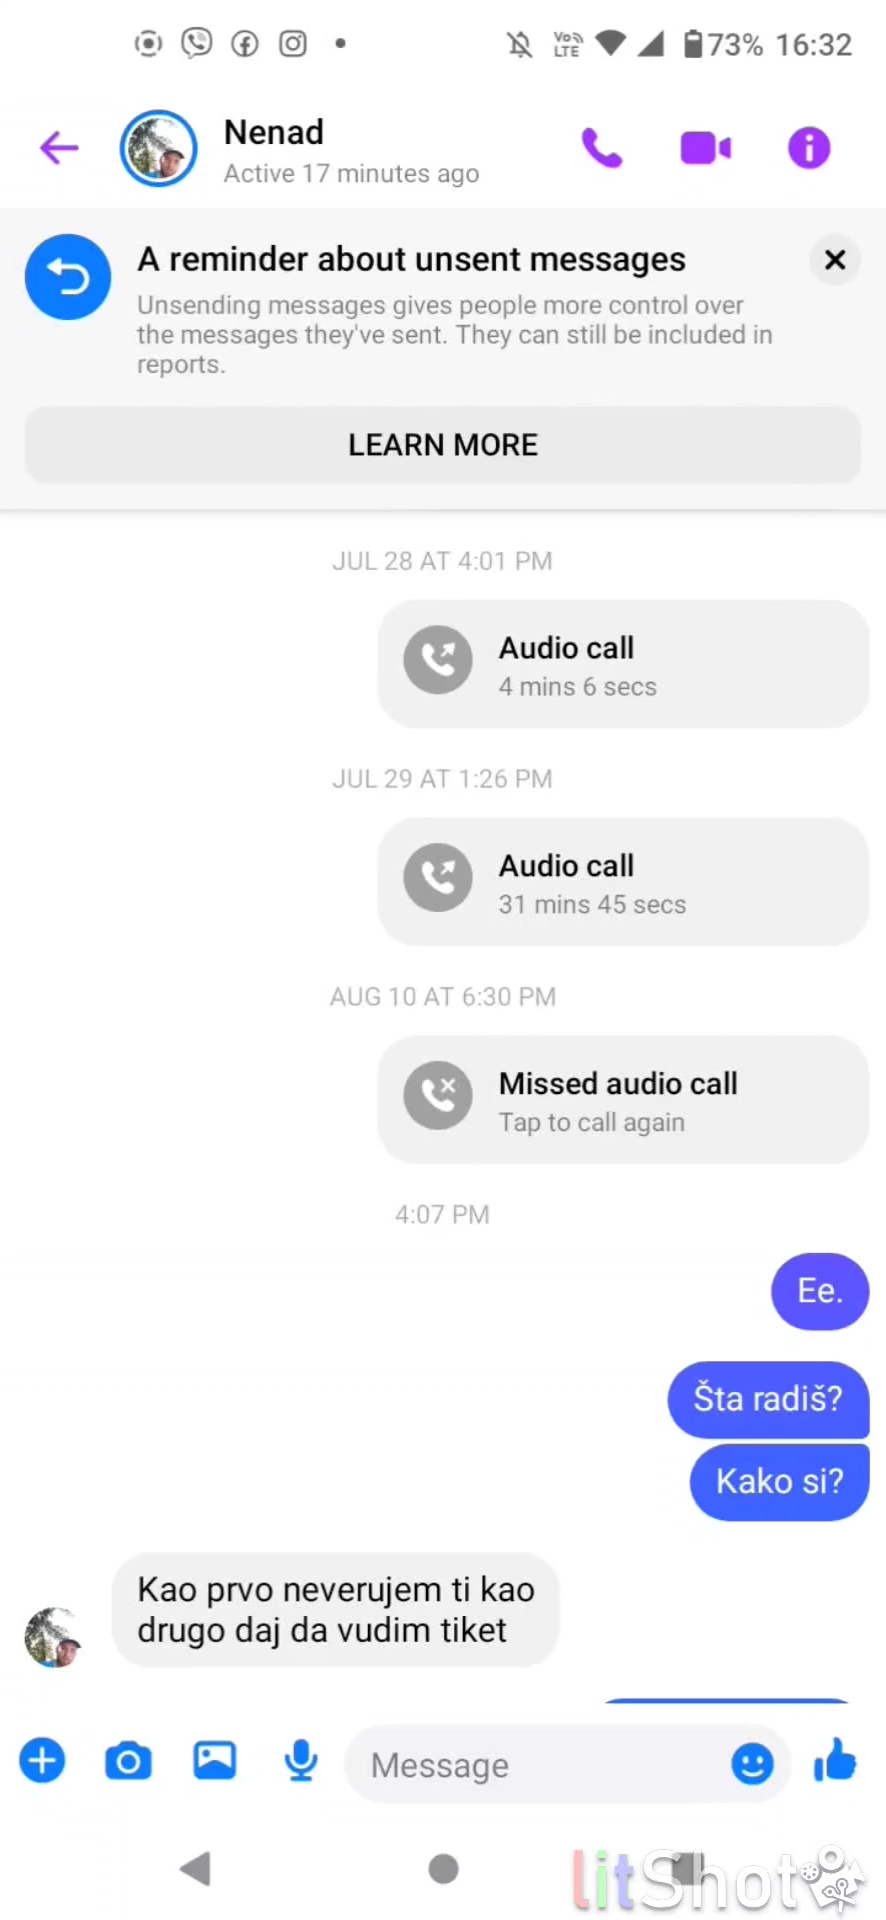 Vo)) LTE 73% 16:32
Nenad
Active 17 minutes ago
A reminder about unsent messages
Unsending messages gives people more control over
the messages they've sent. They can still be included in
reports.
LEARN MORE
JUL 28 AT 4:01 PM
Audio call
4 mins 6 secs
JUL 29 AT 1:26 PM
Audio call
31 mins 45 secs
AUG 10 AT 6:30 PM
Missed audio call
Tap to call again
4:07 PM
Ee.
Šta radiš?
Kako si?
Kao prvo neverujem ti kao
drugo daj da vudim tiket
Message
litShot